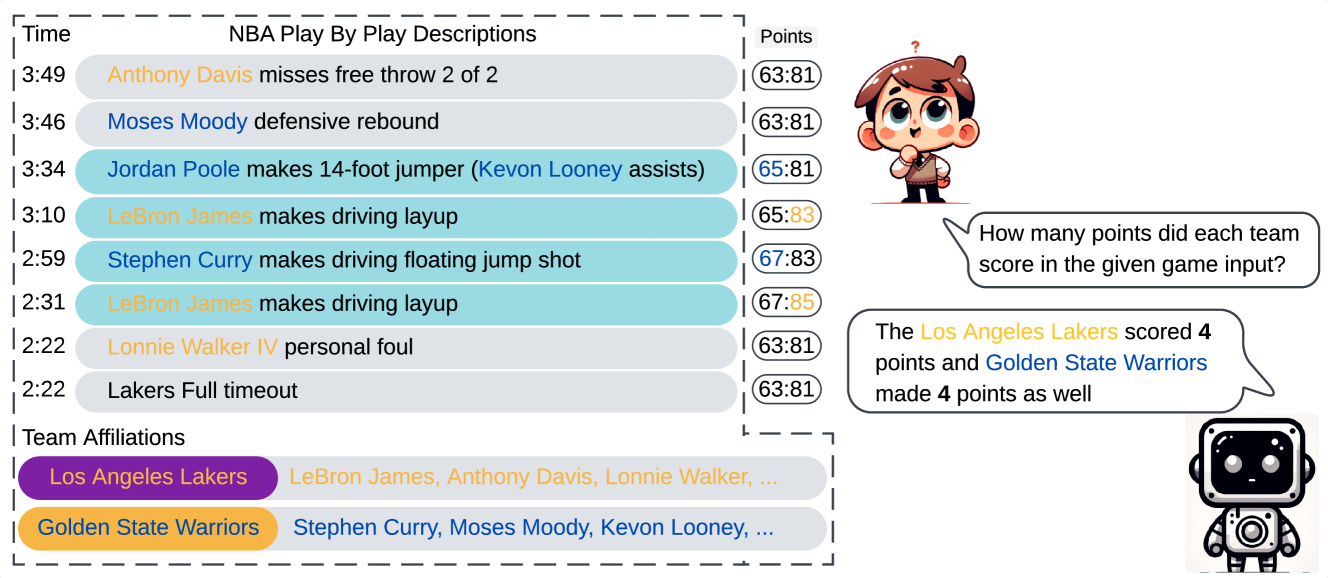 Time NBA Play By Play Descriptions Points
3:49 Anthony Davis misses free throw 2 of 2 63:81
3:46 Moses Moody defensive rebound 63:81
3:34 Jordan Poole makes 14-foot jumper (Kevon Looney assists) 65:81
3:10 LeBron James makes driving layup 65:83
2:59 Stephen Curry makes driving floating jump shot 67:83
2:31 LeBron James makes driving layup 67:85
2:22 Lonnie Walker IV personal foul 63:81
2:22 Lakers Full timeout 63:81
Team Affiliations
Los Angeles Lakers LeBron James, Anthony Davis, Lonnie Walker, ...
Golden State Warriors Stephen Curry, Moses Moody, Kevon Looney, ...
?
How many points did each team
score in the given game input?
The Los Angeles Lakers scored 4
points and Golden State Warriors
made 4 points as well